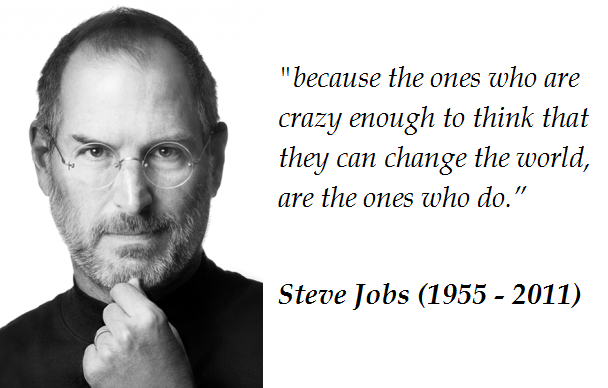 "because the ones who are
crazy enough to think that
they can change the world,
are the ones who do.”
Steve Jobs (1955 - 2011)